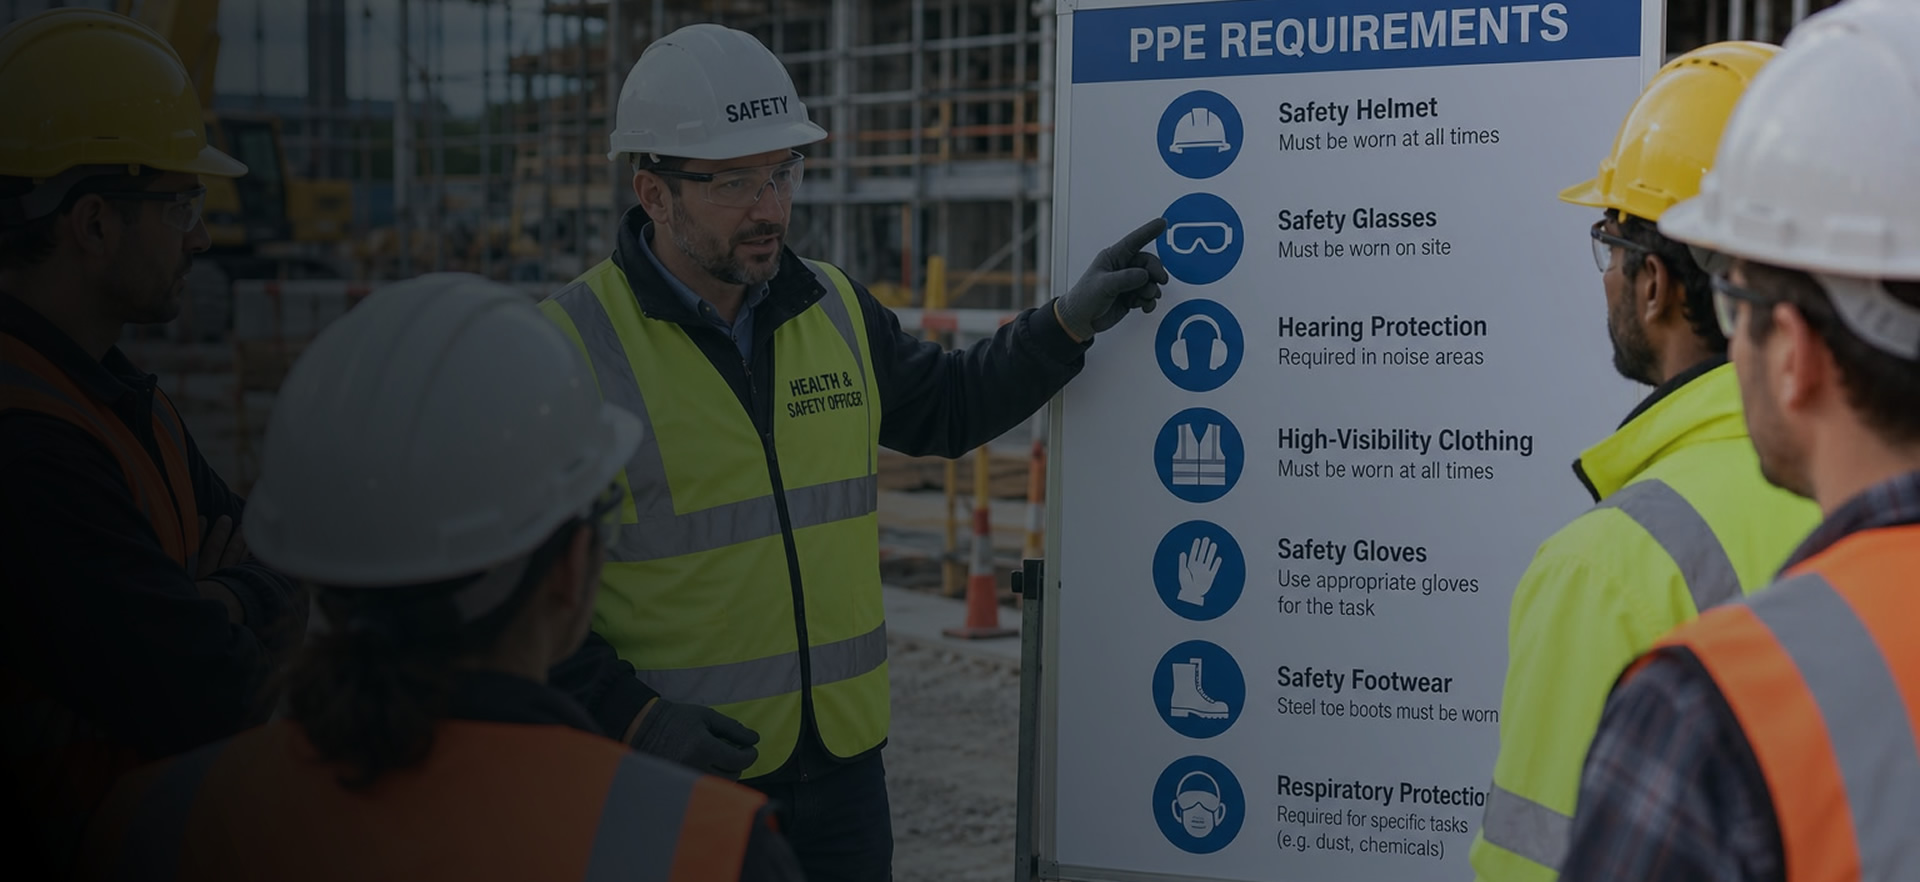 PPE REQUIREMENTS
SAFETY
Safety Helmet
Must be worn at all times
Safety Glasses
Must be worn on site
Hearing Protection
Required in noise areas
HEALTH &
SAFETY OFFICER
High-Visibility Clothing
Must be worn at all times
Safety Gloves
Use appropriate gloves
for the task
Safety Footwear
Steel toe boots must be worn
Respiratory Protectio
Required for specific tasks
(e.g. dust, chemicals)